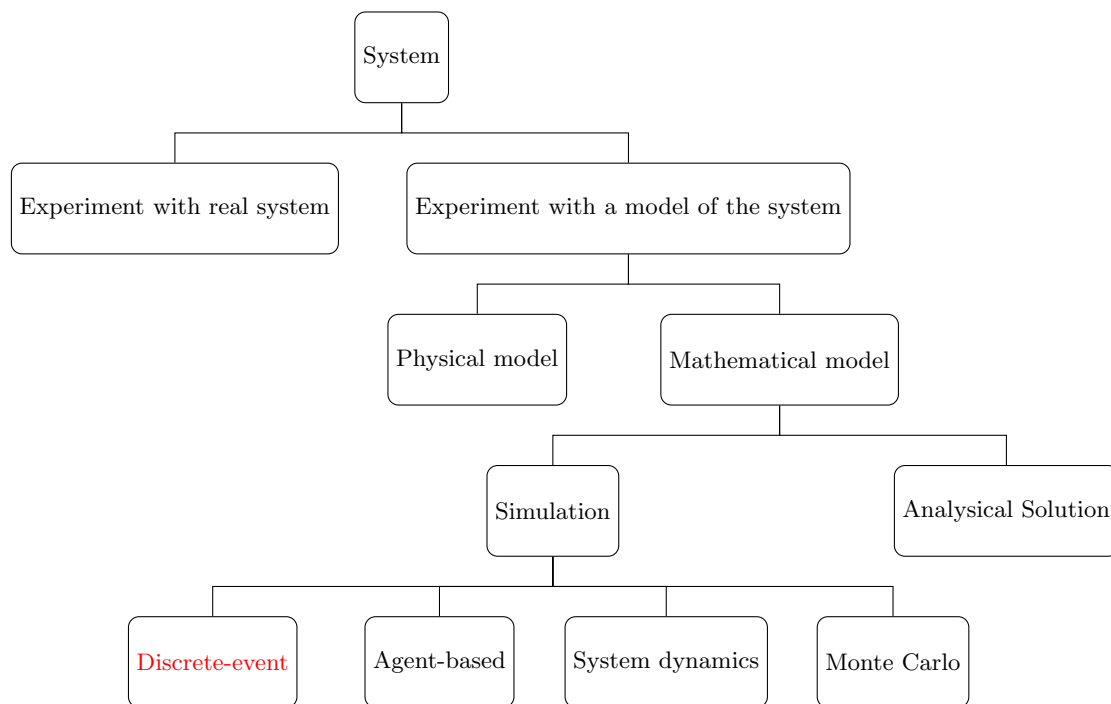 System
Experiment with real system
Experiment with a model of the system
Physical model
Mathematical model
Simulation
Analysical Solution
Discrete-event
Agent-based
System dynamics
Monte Carlo